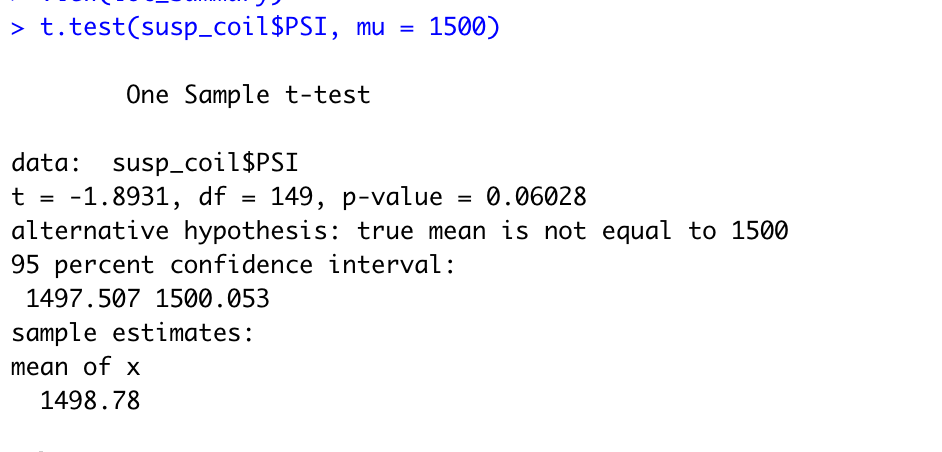 > t.test(susp_coil$PSI, mu = 1500)
One Sample t-test
data:  susp_coil$PSI
t = -1.8931, df = 149, p-value = 0.06028
alternative hypothesis: true mean is not equal to 1500
95 percent confidence interval:
 1497.507 1500.053
sample estimates:
mean of x
  1498.78